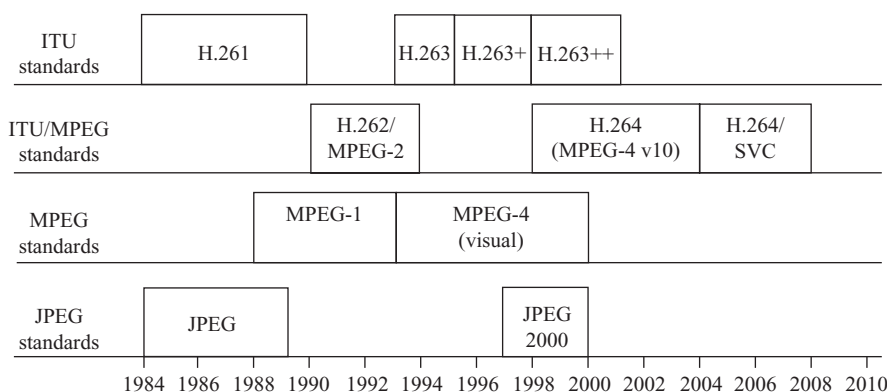 ITU
standards
H.261
H.263
H.263+
H.263++
ITU/MPEG
standards
H.262/
MPEG-2
H.264
(MPEG-4 v10)
H.264/
SVC
MPEG
standards
MPEG-1
MPEG-4
(visual)
JPEG
standards
JPEG
JPEG
2000
1984 1986 1988 1990 1992 1994 1996 1998 2000 2002 2004 2006 2008 2010